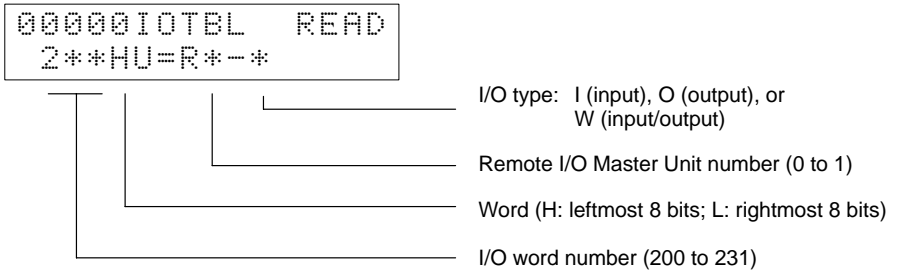 00000IOTBL READ
2**HU=R*-*
I/O type: I (input), O (output), or
W (input/output)
Remote I/O Master Unit number (0 to 1)
Word (H: leftmost 8 bits; L: rightmost 8 bits)
I/O word number (200 to 231)